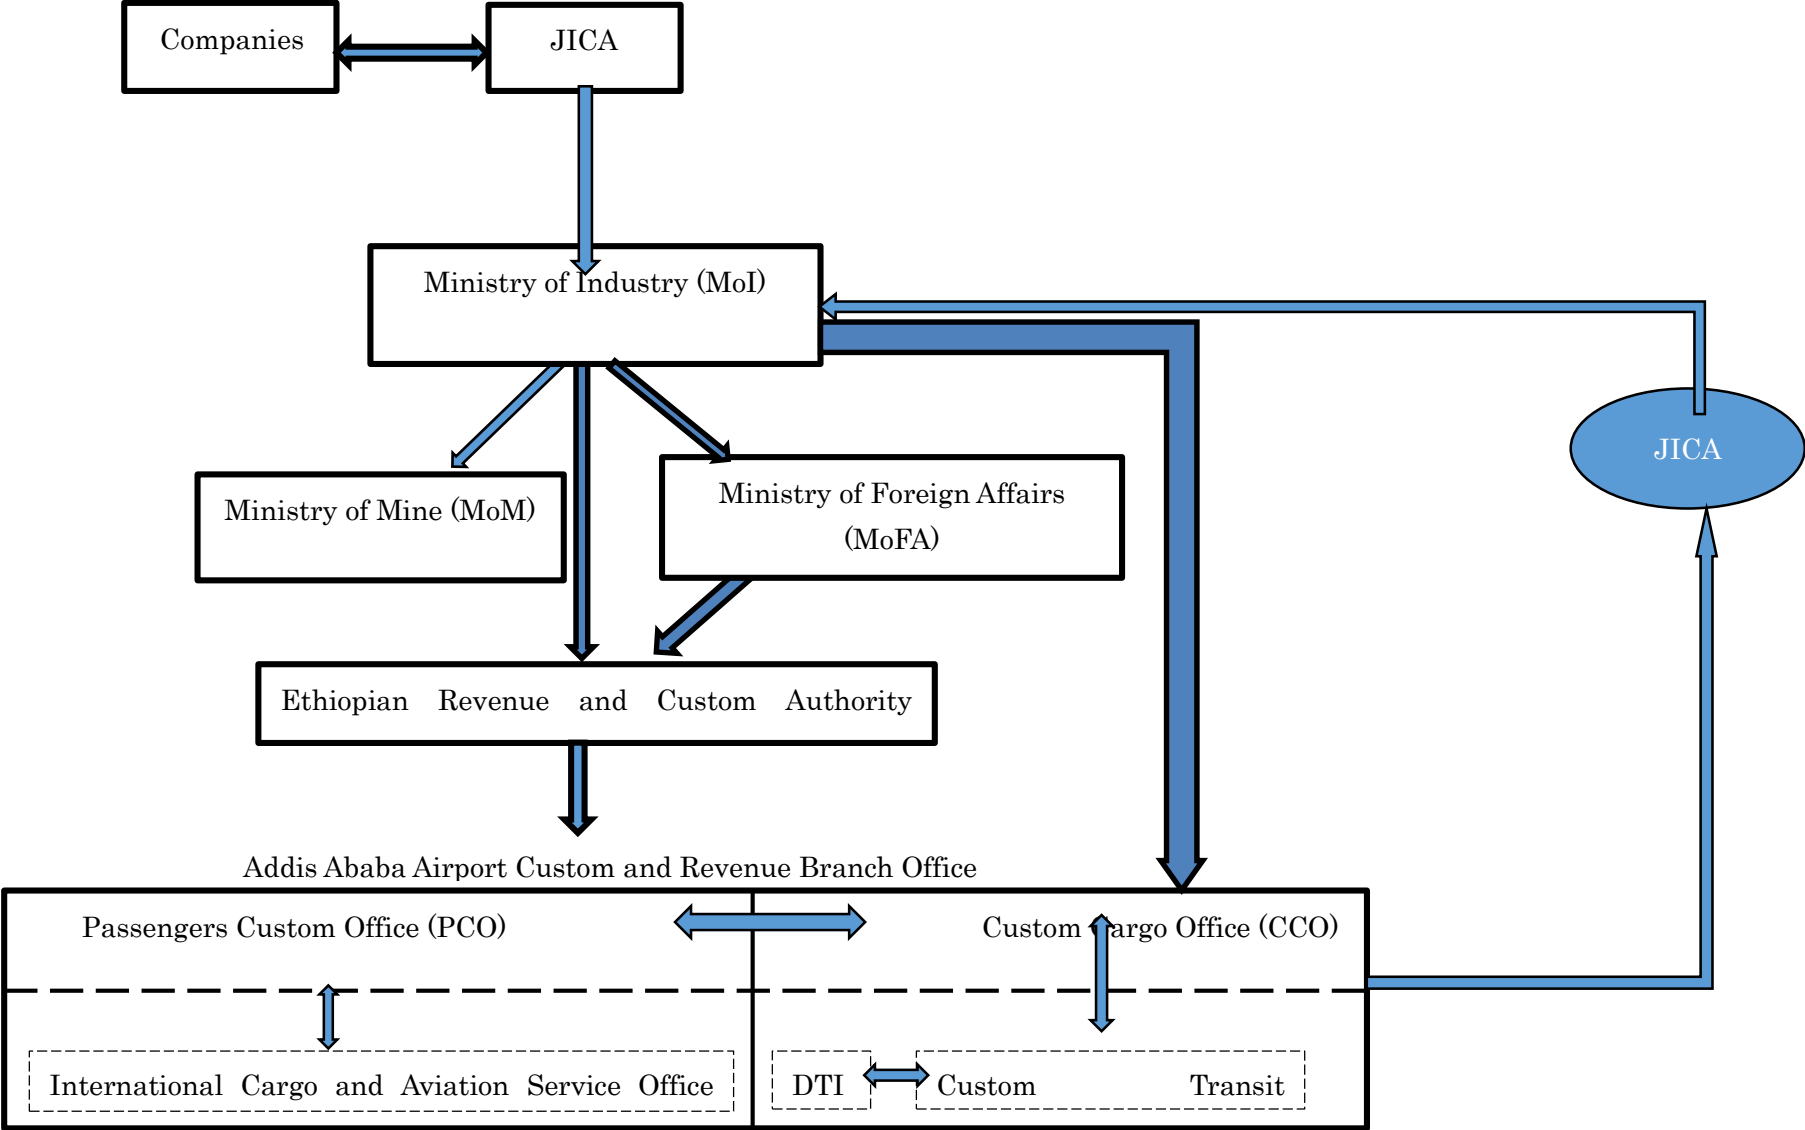 Companies
JICA
Ministry of Industry (MoI)
JICA
Ministry of Mine (MoM)
Ministry of Foreign Affairs
(MoFA)
Ethiopian Revenue and Custom Authority
Addis Ababa Airport Custom and Revenue Branch Office
Passengers Custom Office (PCO)
Custom Cargo Office (CCO)
International Cargo and Aviation Service Office
DTI
Custom Transit